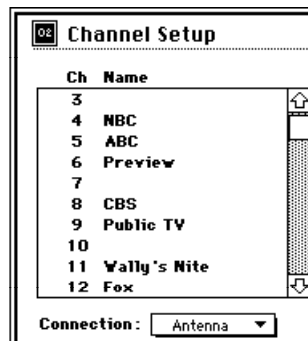 02 Channel Setup
Ch Name
3
4 NBC
5 ABC
6 Preview
7
8 CBS
9 Public TV
10
11 Wally's Nite
12 Fox
Connection: Antenna